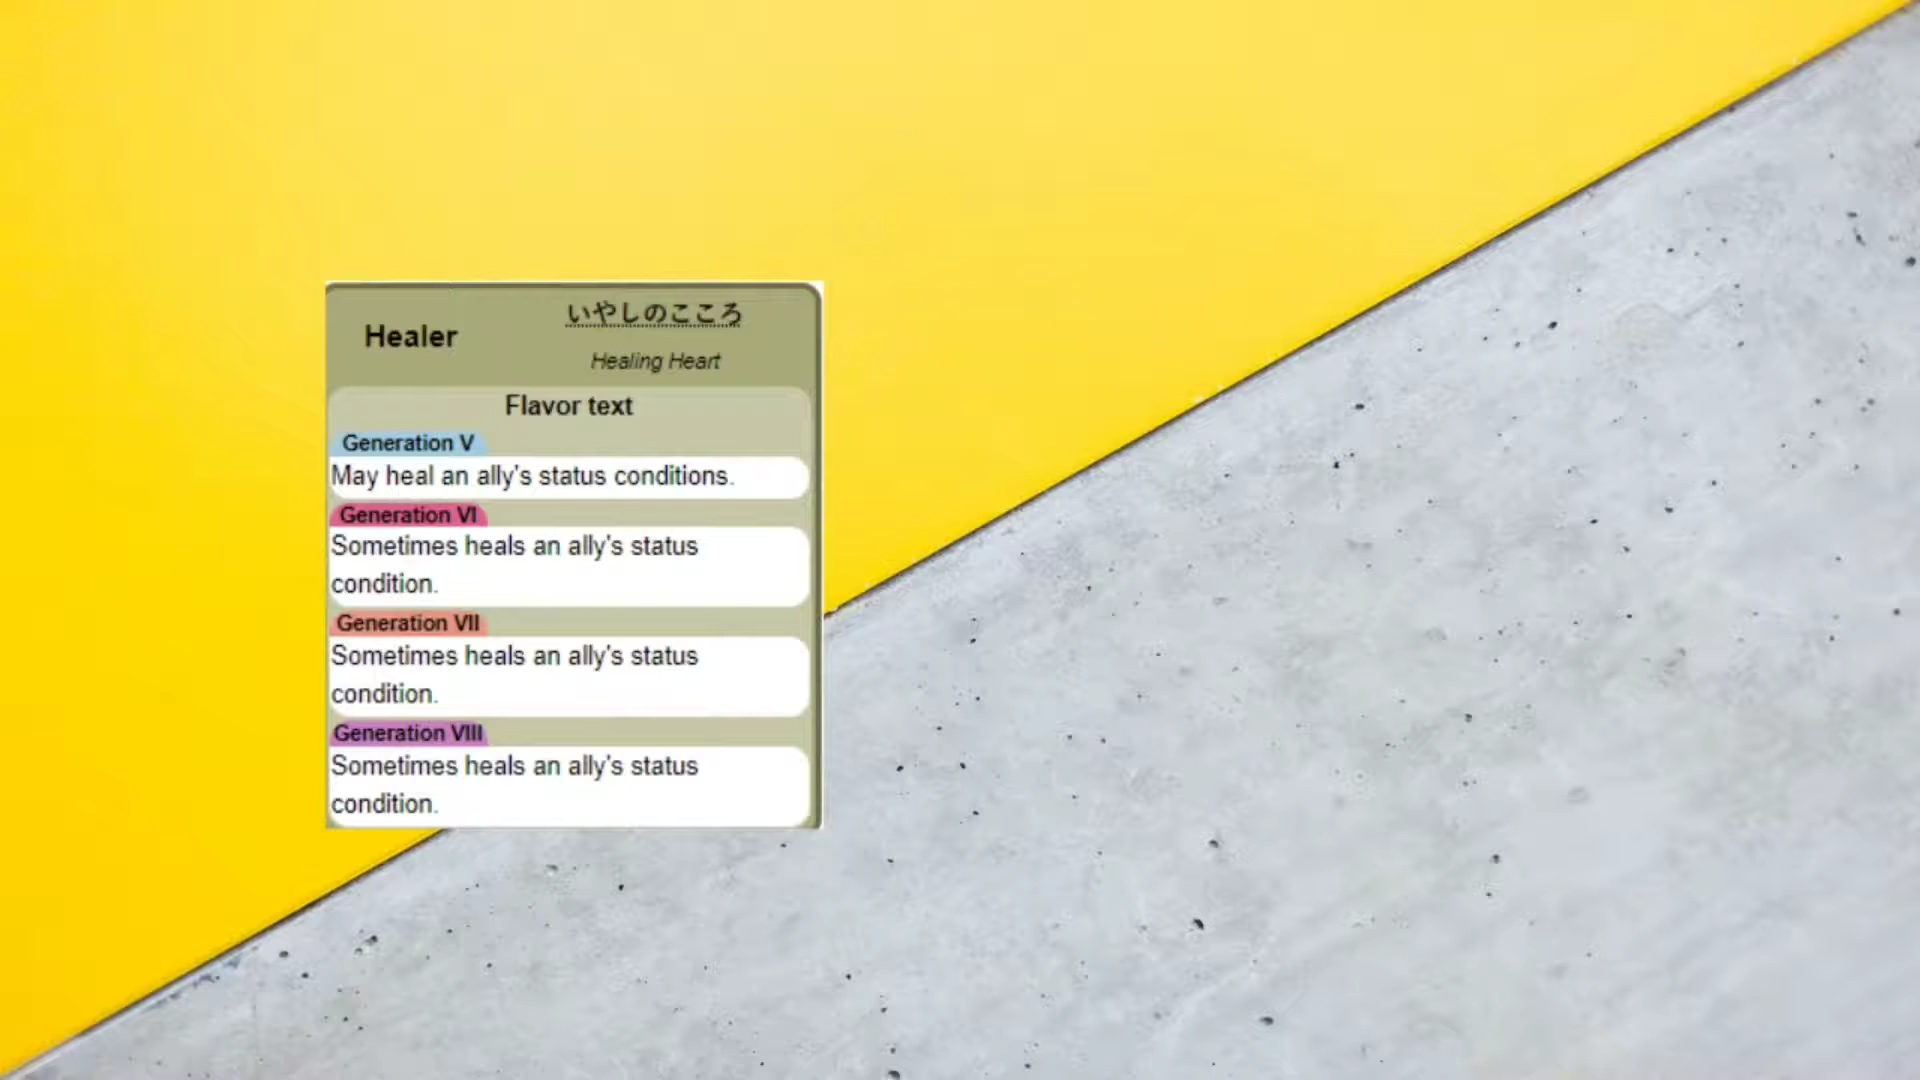 Healer
いやしのこころ
Healing Heart
Flavor text
Generation V
May heal an ally's status conditions.
Generation VI
Sometimes heals an ally's status
condition.
Generation VII
Sometimes heals an ally's status
condition.
Generation VIII
Sometimes heals an ally's status
condition.